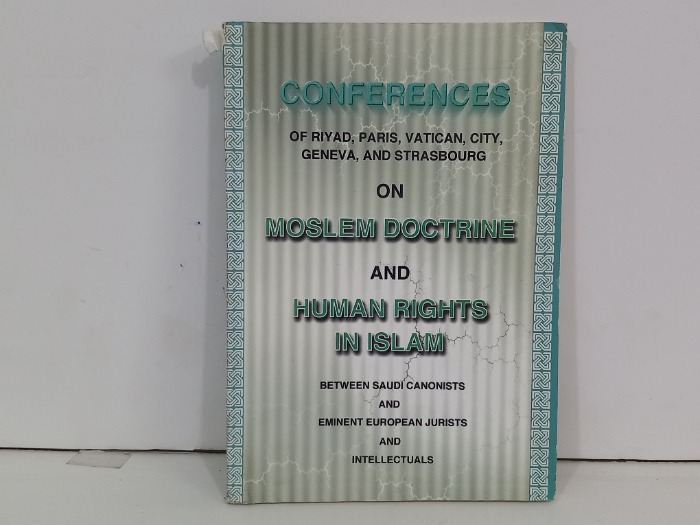 CONFERENCES
OF RIYAD, PARIS, VATICAN, CITY,
GENEVA, AND STRASBOURG
ON
MOSLEM DOCTRINE
AND
HUMAN RIGHTS
IN ISLAM
BETWEEN SAUDI CANONISTS
AND
EMINENT EUROPEAN JURISTS
AND
INTELLECTUALS